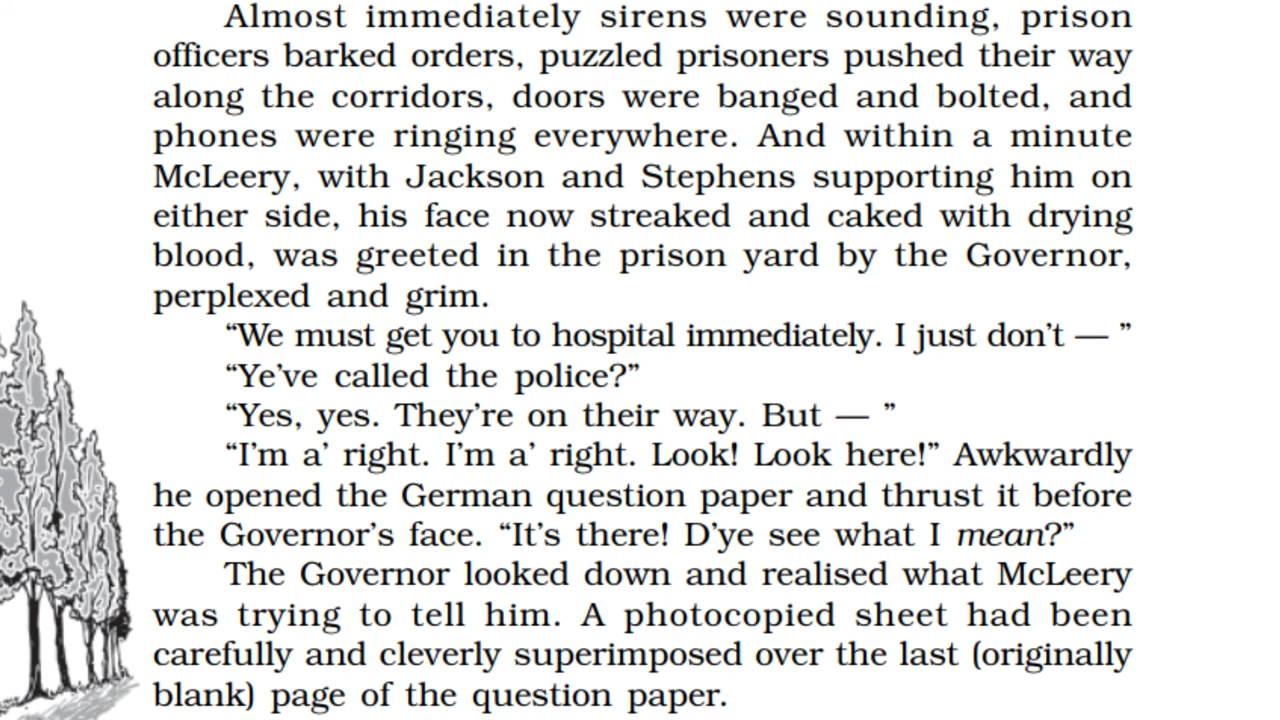 Almost immediately sirens were sounding, prison
officers barked orders, puzzled prisoners pushed their way
along the corridors, doors were banged and bolted, and
phones were ringing everywhere. And within a minute
McLeery, with Jackson and Stephens supporting him on
either side, his face now streaked and caked with drying
blood, was greeted in the prison yard by the Governor,
perplexed and grim.
“We must get you to hospital immediately. I just don’t — ”
“Ye’ve called the police?”
“Yes, yes. They’re on their way. But — ”
“I’m a’ right. I’m a’ right. Look! Look here!” Awkwardly
he opened the German question paper and thrust it before
the Governor’s face. “It’s there! D’ye see what I mean?”
The Governor looked down and realised what McLeery
was trying to tell him. A photocopied sheet had been
carefully and cleverly superimposed over the last (originally
blank) page of the question paper.